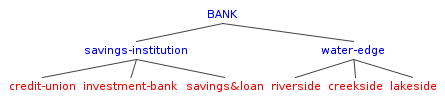 BANK
savings-institution water-edge
credit-union investment-bank savings&loan riverside creekside lakeside